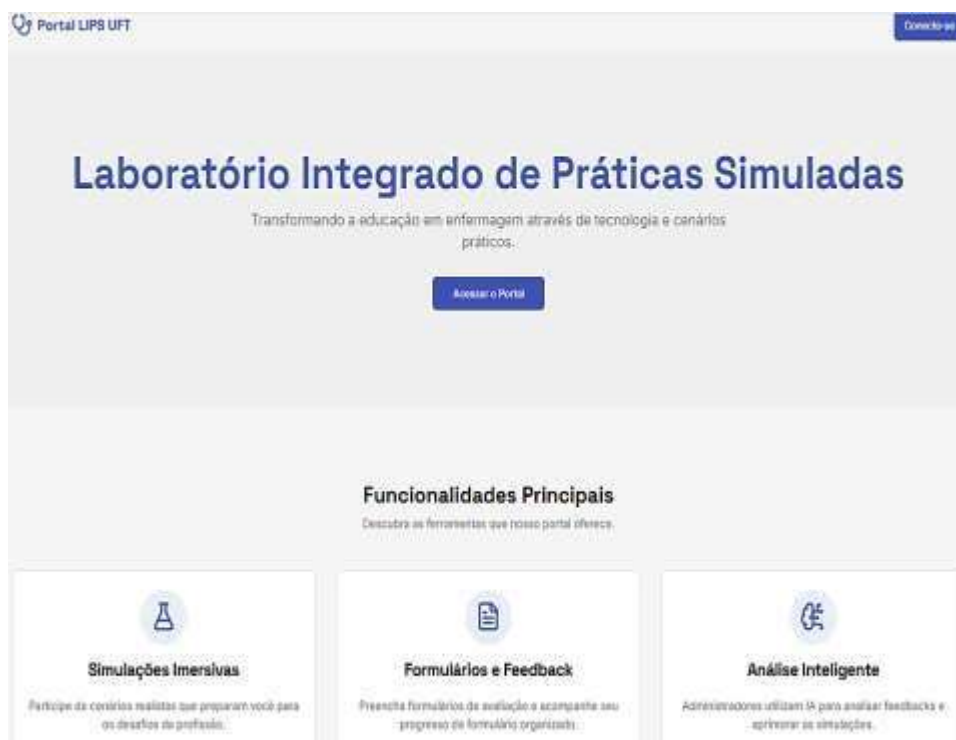 Portal LIPS UFT
Conecte-se
Laboratório Integrado de Práticas Simuladas
Transformando a educação em enfermagem através de tecnologia e cenários
práticos.
Acessar o Portal
Funcionalidades Principais
Descubra as ferramentas que nosso portal oferece.
Simulações Imersivas
Formulários e Feedback
Análise Inteligente
Participe de cenários realistas que preparam você para
os desafios da profissão.
Preencha formulários de avaliação e acompanhe seu
progresso de formulário organizado.
Administradores utilizam IA para analisar feedbacks e
aprimorar as simulações.